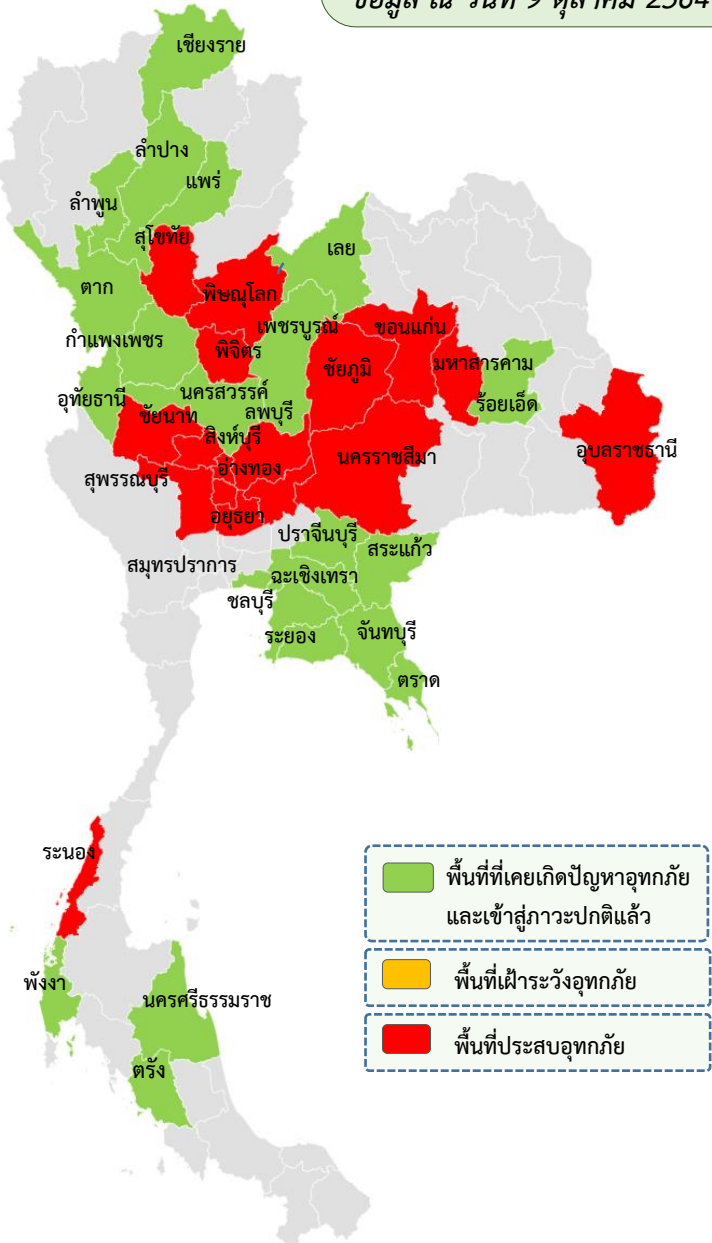 ข้อมูล ณ วันที่ 9 ตุลาคม 2564
เชียงราย
ลำปาง
แพร่
ลำพูน
สุโขทัย
เลย
ตาก
พิษณุโลก
เพชรบูรณ์
ขอนแก่น
กำแพงเพชร
พิจิตร
ชัยภูมิ
มหาสารคาม
อุทัยธานี
นครสวรรค์
ร้อยเอ็ด
ชัยนาท
ลพบุรี
สิงห์บุรี
อุบลราชธานี
อ่างทอง
นครราชสีมา
สุพรรณบุรี
อยุธยา
ปราจีนบุรี
สระแก้ว
สมุทรปราการ
ฉะเชิงเทรา
ชลบุรี
ระยอง
จันทบุรี
ตราด
ระนอง
พังงา
นครศรีธรรมราช
ตรัง
พื้นที่ที่เคยเกิดปัญหาอุทกภัย
และเข้าสู่ภาวะปกติแล้ว
พื้นที่เฝ้าระวังอุทกภัย
พื้นที่ประสบอุทกภัย